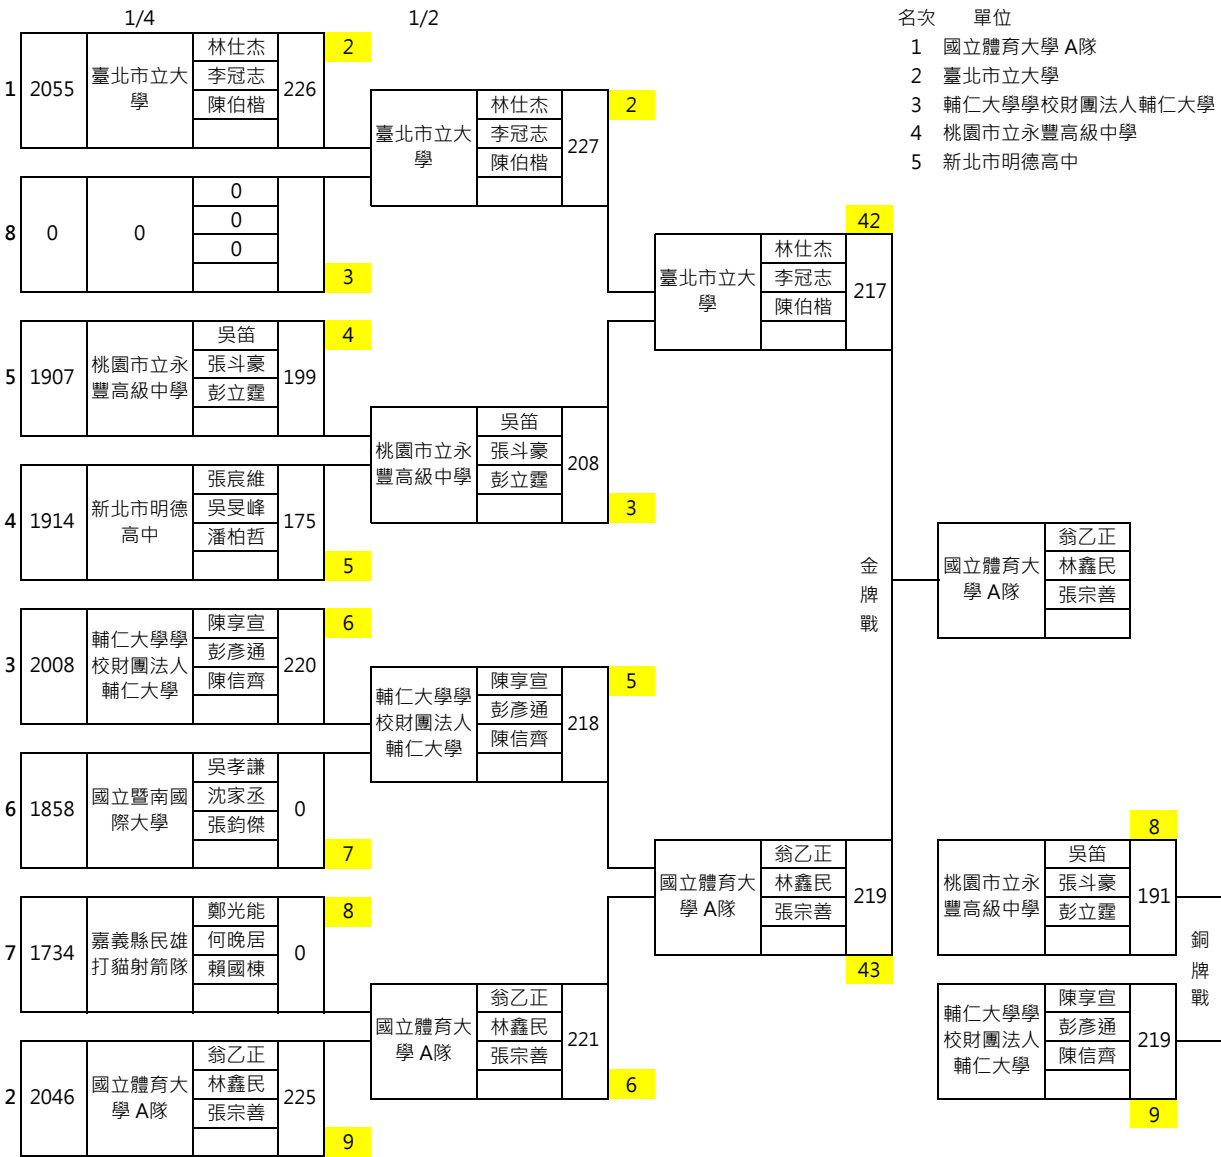 1/4
1/2
名次 單位
1 國立體育大學 A隊
2 臺北市立大學
3 輔仁大學學校財團法人輔仁大學
4 桃園市立永豐高級中學
5 新北市明德高中
1
2055
臺北市立大
學
林仕杰
李冠志
陳伯楷
226
2
8
0
0
0
0
0
3
5
1907
桃園市立永
豐高級中學
吳笛
張斗豪
彭立霆
199
4
4
1914
新北市明德
高中
張宸維
吳旻峰
潘柏哲
175
5
3
2008
輔仁大學學
校財團法人
輔仁大學
陳享宣
彭彥通
陳信齊
220
6
6
1858
國立暨南國
際大學
吳孝謙
沈家丞
張鈞傑
0
7
7
1734
嘉義縣民雄
打貓射箭隊
鄭光能
何晚居
賴國棟
0
8
2
2046
國立體育大
學 A隊
翁乙正
林鑫民
張宗善
225
9
臺北市立大
學
林仕杰
李冠志
陳伯楷
227
2
桃園市立永
豐高級中學
吳笛
張斗豪
彭立霆
208
3
輔仁大學學
校財團法人
輔仁大學
陳享宣
彭彥通
陳信齊
218
5
國立體育大
學 A隊
翁乙正
林鑫民
張宗善
221
6
42
臺北市立大
學
林仕杰
李冠志
陳伯楷
217
國立體育大
學 A隊
翁乙正
林鑫民
張宗善
219
43
金
牌
戰
國立體育大
學 A隊
翁乙正
林鑫民
張宗善
8
桃園市立永
豐高級中學
吳笛
張斗豪
彭立霆
191
輔仁大學學
校財團法人
輔仁大學
陳享宣
彭彥通
陳信齊
219
9
銅
牌
戰